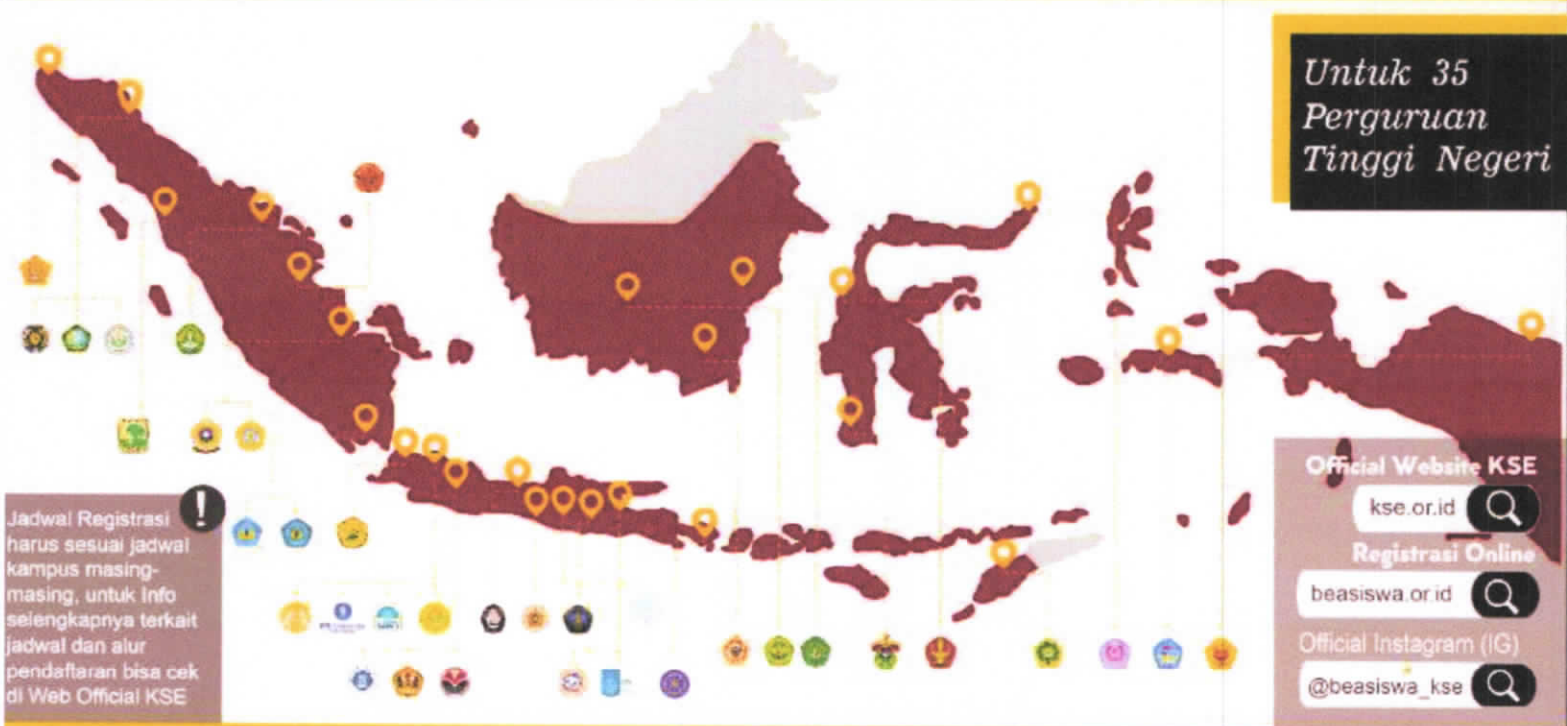 Untuk 35
Perguruan
Tinggi Negeri
!
Jadwal Registrasi
harus sesuai jadwal
kampus masing-
masing, untuk Info
selengkapnya terkait
jadwal dan alur
pendaftaran bisa cek
di Web Official KSE
Official Website KSE
kse.or.id
Registrasi Online
beasiswa.or.id
Official Instagram (IG)
@beasiswa_kse